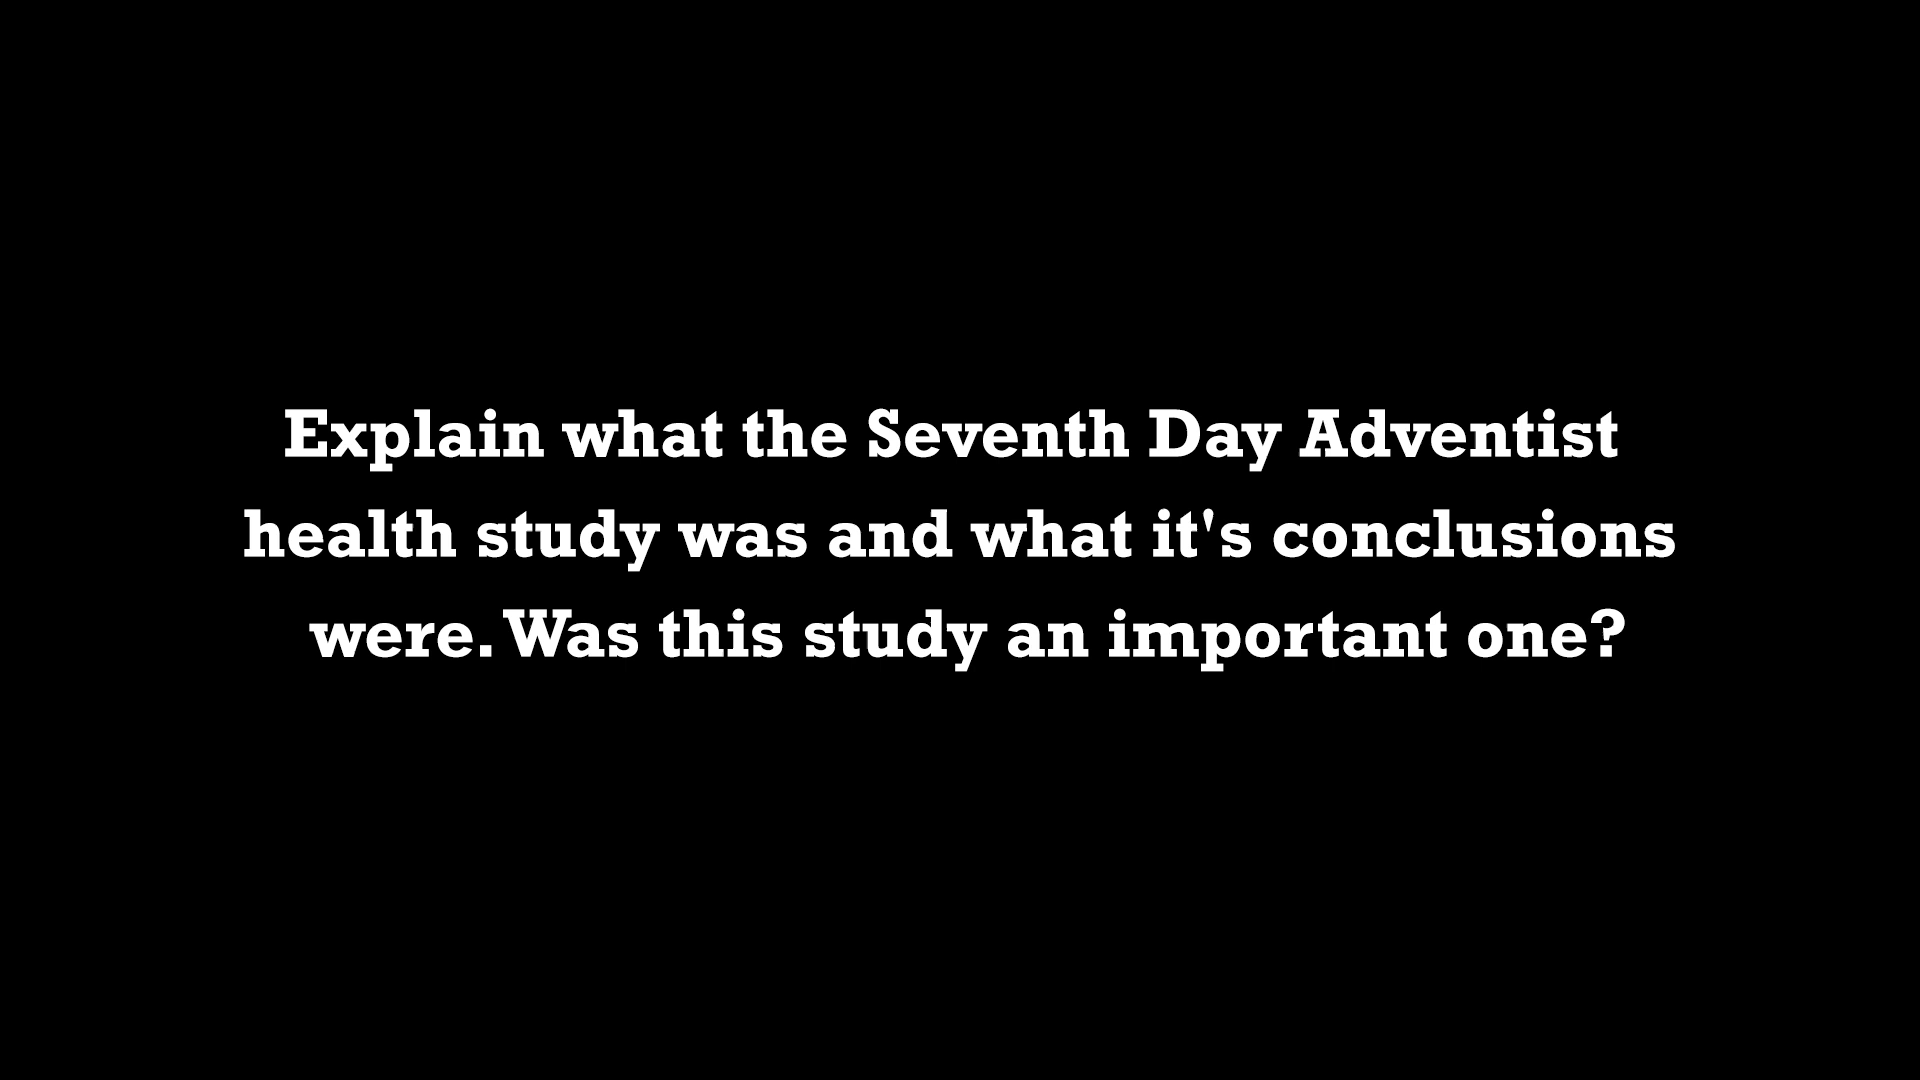 Explain what the Seventh Day Adventist
health study was and what it's conclusions
were. Was this study an important one?